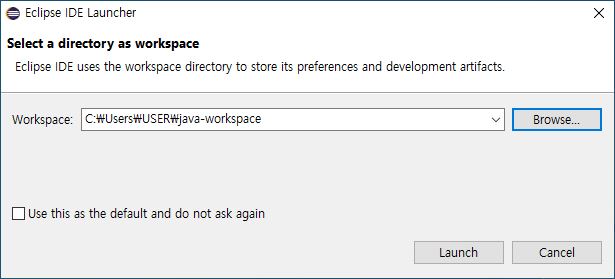 Eclipse IDE Launcher
Select a directory as workspace
Eclipse IDE uses the workspace directory to store its preferences and development artifacts.
Workspace: C:₩Users₩USER₩java-workspace Browse...
Use this as the default and do not ask again
Launch Cancel